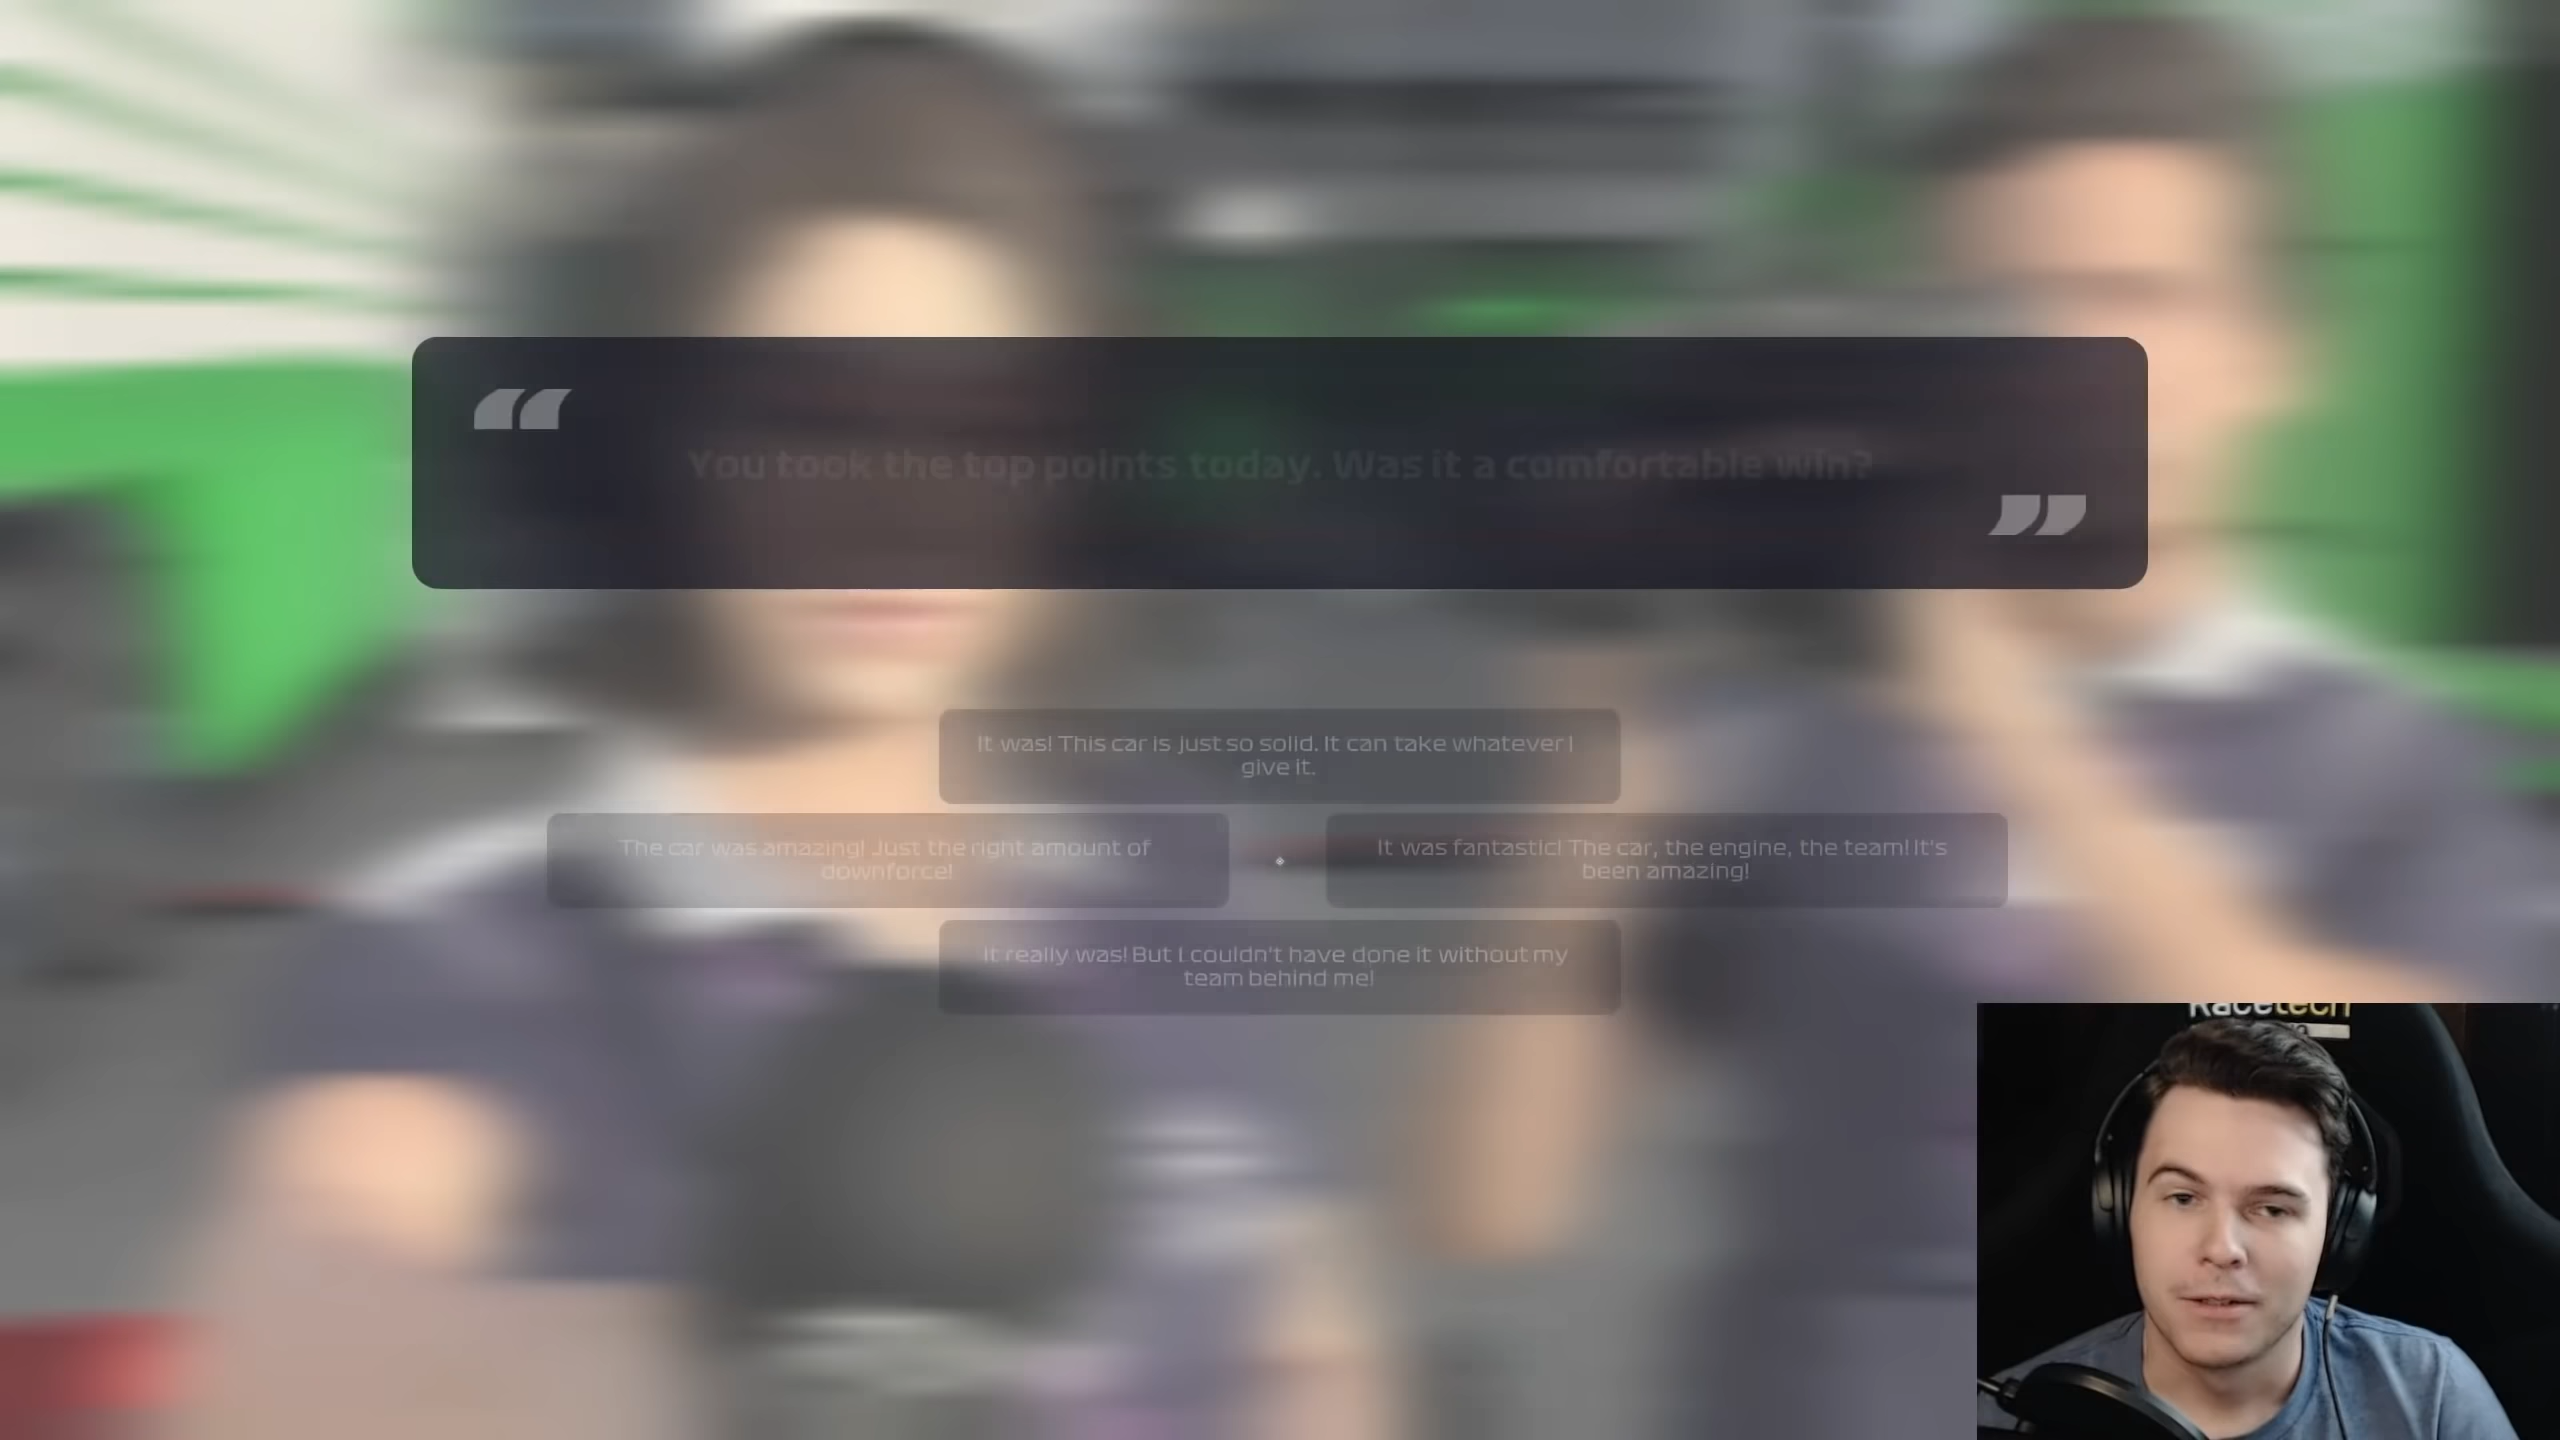 You took the top points today. Was it a comfortable win?
It was! This car is just so solid. It can take whatever I
give it.
The car was amazing! Just the right amount of
downforce!
It was fantastic! The car, the engine, the team! It's
been amazing!
It really was! But I couldn't have done it without my
team behind me!
Racetech